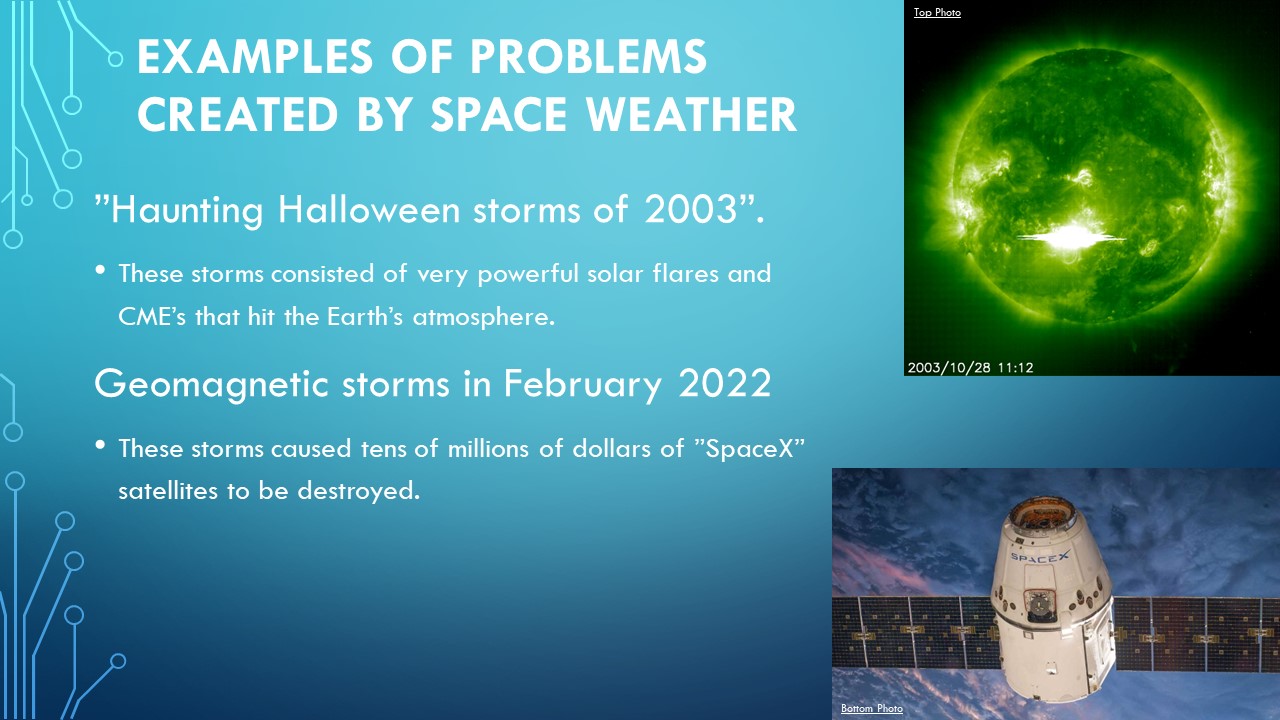 Top Photo
EXAMPLES OF PROBLEMS
CREATED BY SPACE WEATHER
”Haunting Halloween storms of 2003”.
• These storms consisted of very powerful solar flares and
CME’s that hit the Earth’s atmosphere.
2003/10/28 11:12
Geomagnetic storms in February 2022
• These storms caused tens of millions of dollars of ”SpaceX”
satellites to be destroyed.
SPACEX
Bottom Photo